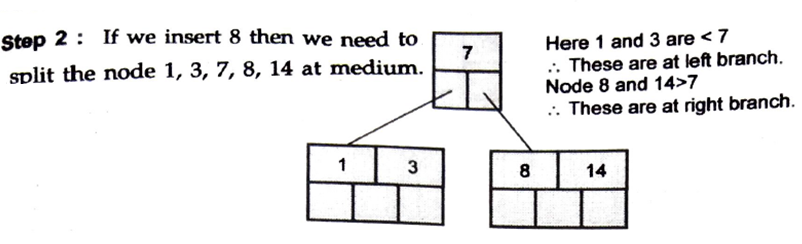 Step 2 : If we insert 8 then we need to
split the node 1, 3, 7, 8, 14 at medium.
7
Here 1 and 3 are < 7
∴ These are at left branch.
Node 8 and 14>7
∴ These are at right branch.
1 3
8 14